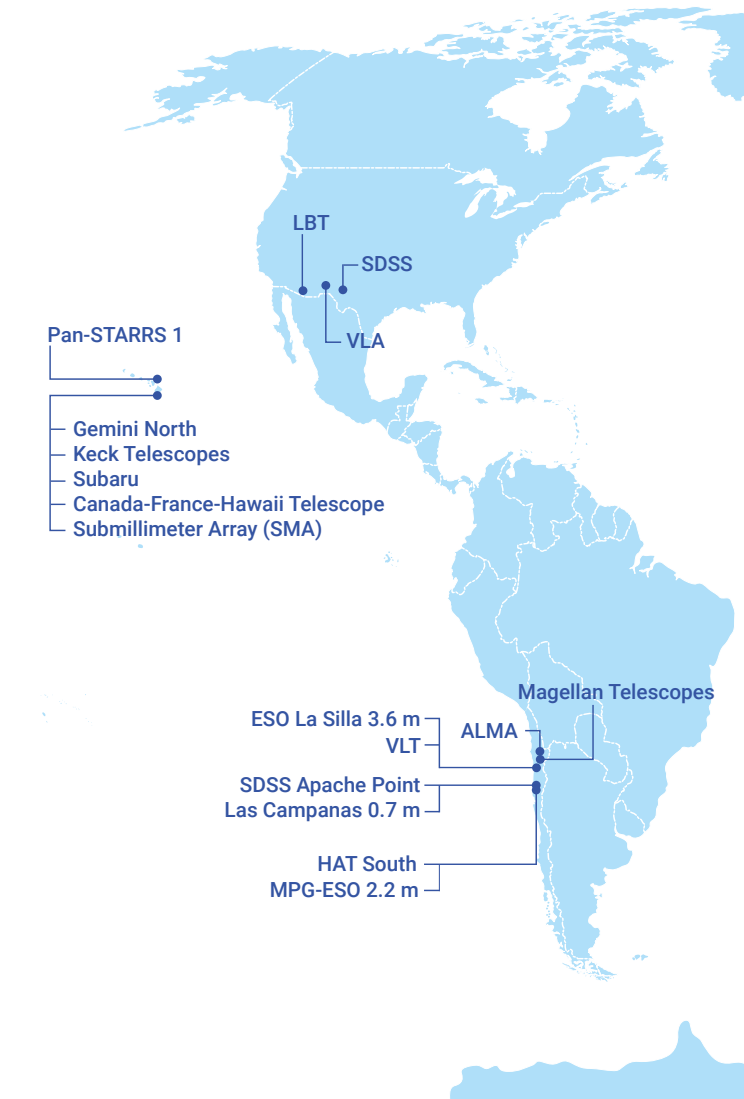 LBT
SDSS
VLA
Pan-STARRS 1
Gemini North
Keck Telescopes
Subaru
Canada-France-Hawaii Telescope
Submillimeter Array (SMA)
Magellan Telescopes
ESO La Silla 3.6 m
ALMA
VLT
SDSS Apache Point
Las Campanas 0.7 m
HAT South
MPG-ESO 2.2 m